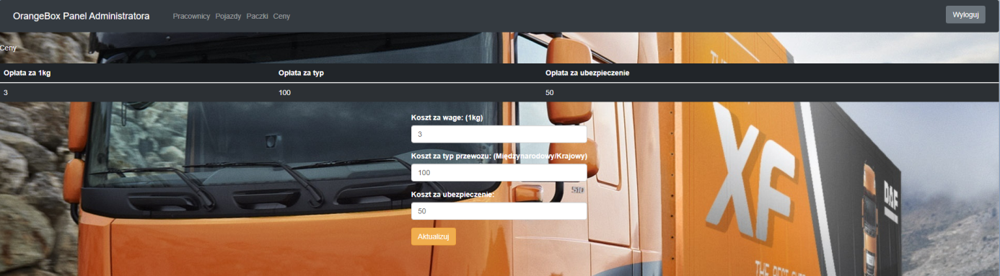 OrangeBox Panel Administratora Pracownicy Pojazdy Paczki Ceny Wyloguj
Ceny
Opłata za 1kg Opłata za typ Opłata za ubezpieczenie
3 100 50
Koszt za wage: (1kg)
3
Koszt za typ przewozu: (Międzynarodowy/Krajowy)
100
Koszt za ubezpieczenie:
50
Aktualizuj
510
XF
DAF